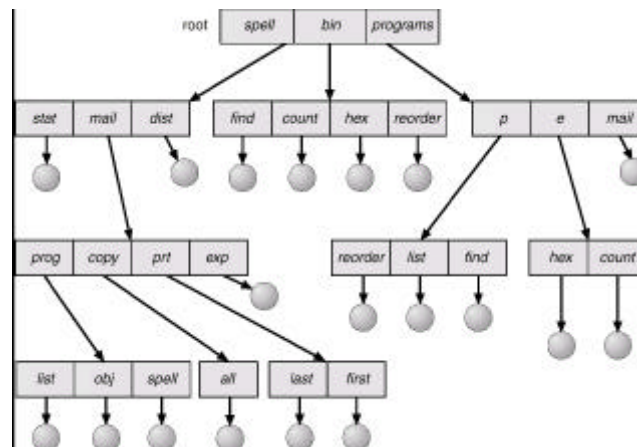 root spell bin programs
stat mail dist find count hex reorder p e mail
prog copy prt exp reorder list find hex count
list obj spell all last first